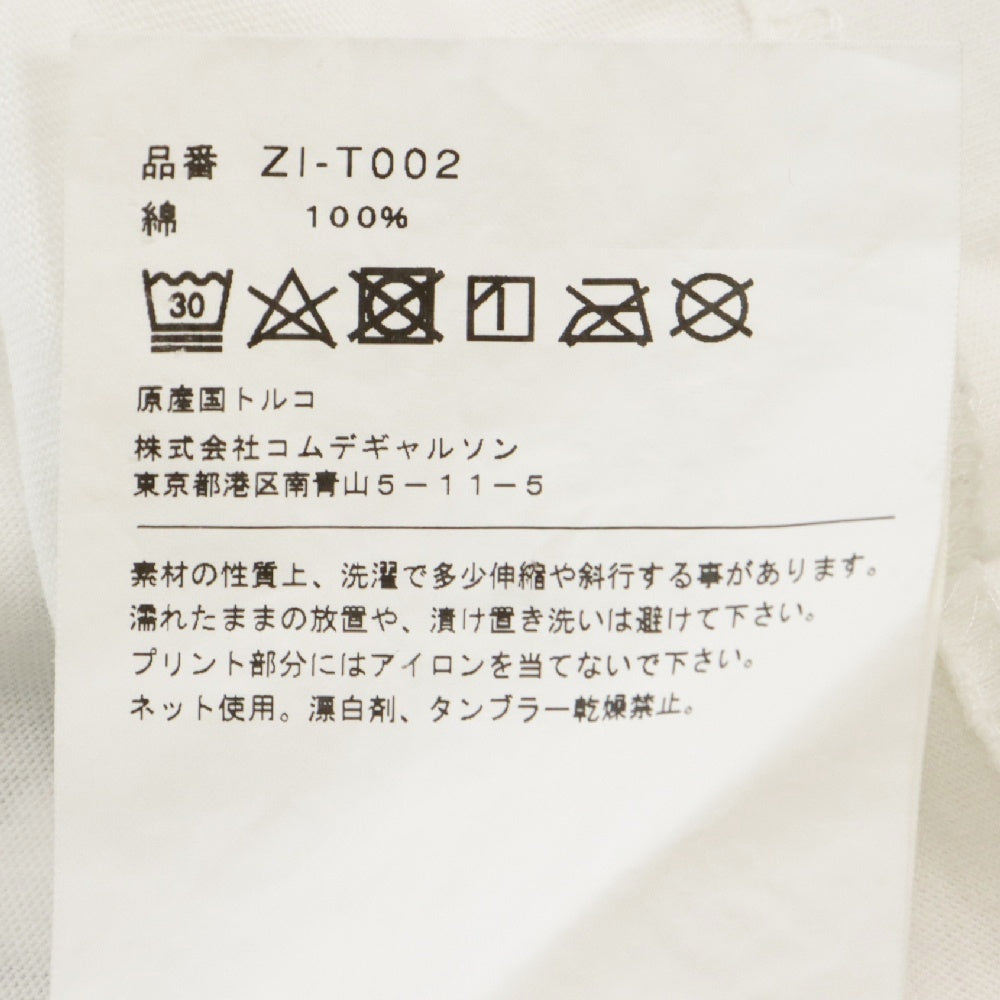 品番 ZI-T002
綿 100%
30
原産国トルコ
株式会社コムデギャルソン
東京都港区南青山5-11-5
素材の性質上、洗濯で多少伸縮や斜行する事があります。
濡れたままの放置や、漬け置き洗いは避けて下さい。
プリント部分にはアイロンを当てないで下さい。
ネット使用。漂白剤、タンブラー乾燥禁止。